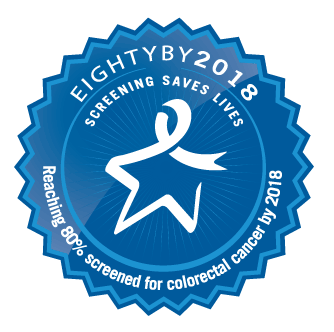 EIGHTYBY2018
SCREENING SAVES LIVES
Reaching 80% screened for colorectal cancer by 2018